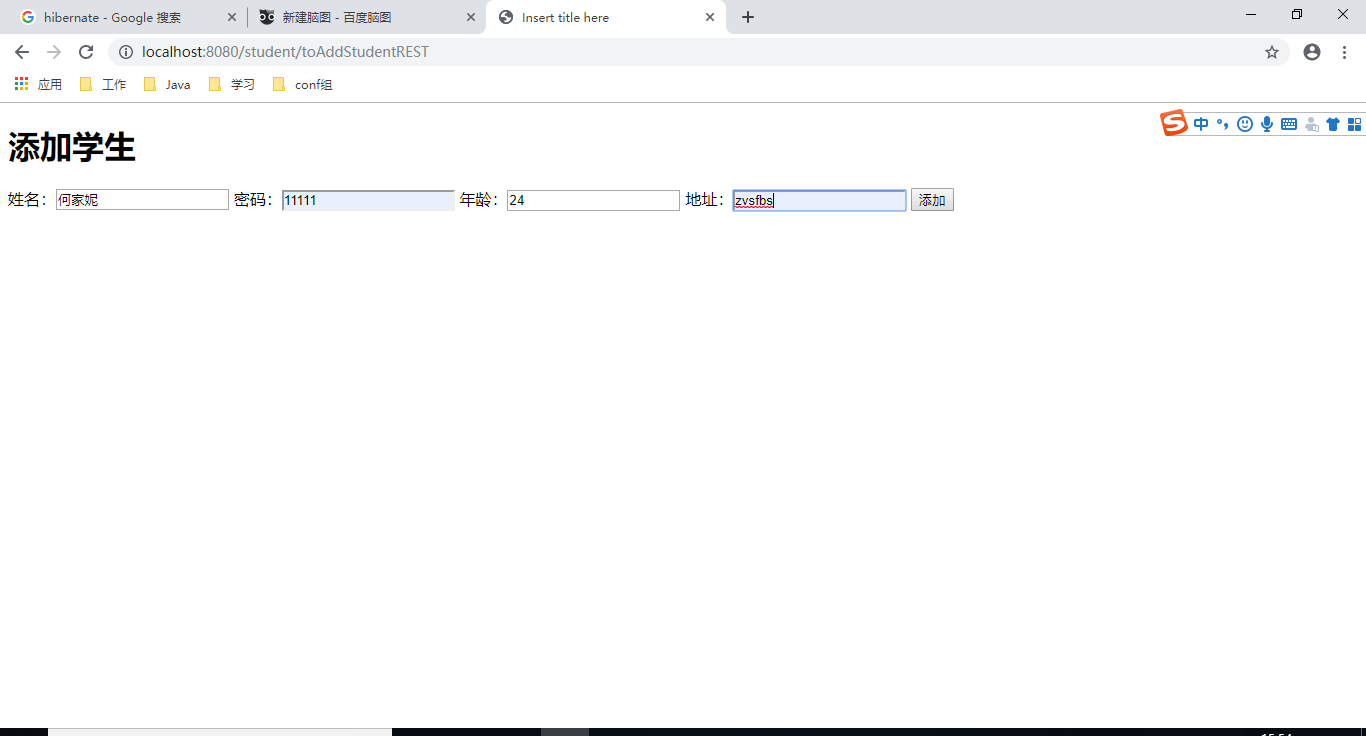 hibernate - Google 搜索
新建脑图 - 百度脑图
Insert title here
localhost:8080/student/toAddStudentREST
应用 工作 Java 学习 conf组
中
添加学生
姓名：何家妮 密码：11111 年龄：24 地址：zvsfbs 添加